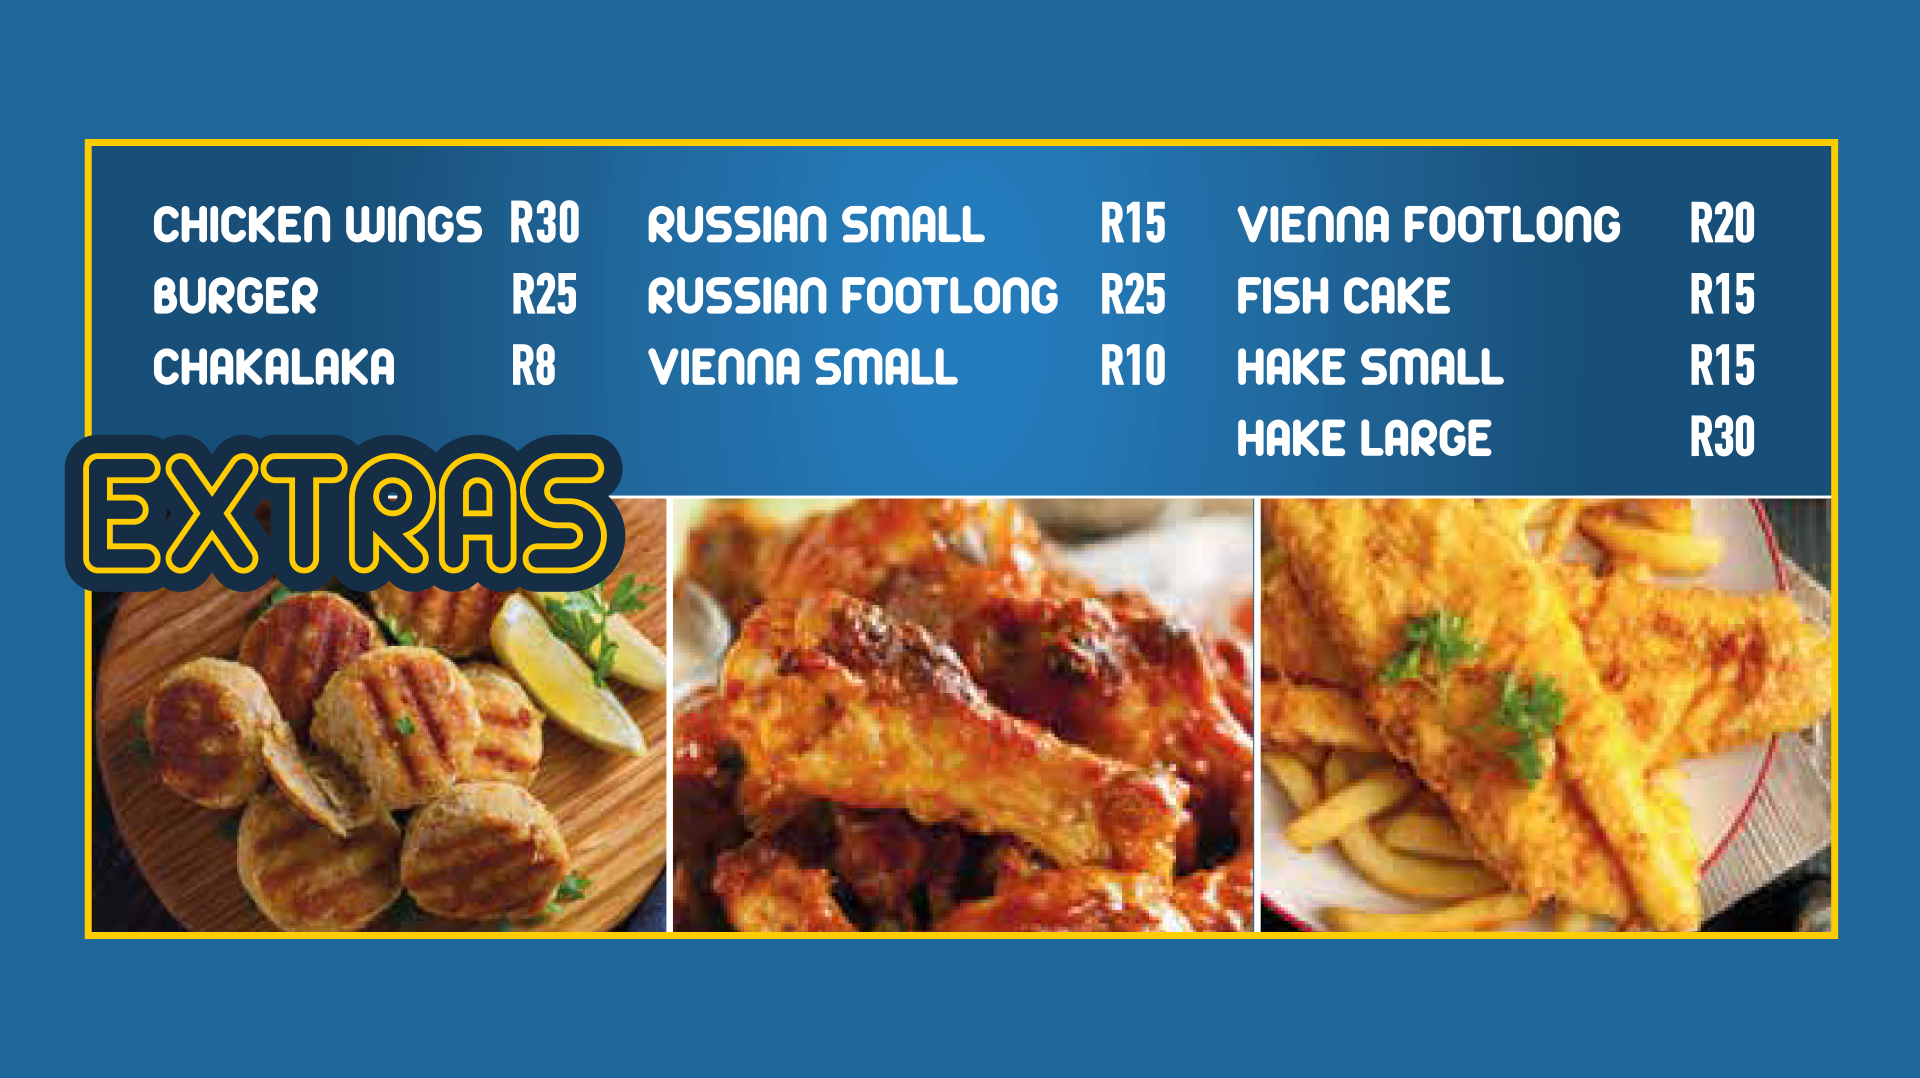 CHICKEN WINGS R30
BURGER R25
CHAKALAKA R8
RUSSIAN SMALL R15
RUSSIAN FOOTLONG R25
VIENNA SMALL R10
VIENNA FOOTLONG R20
FISH CAKE R15
HAKE SMALL R15
HAKE LARGE R30
EXTRAS